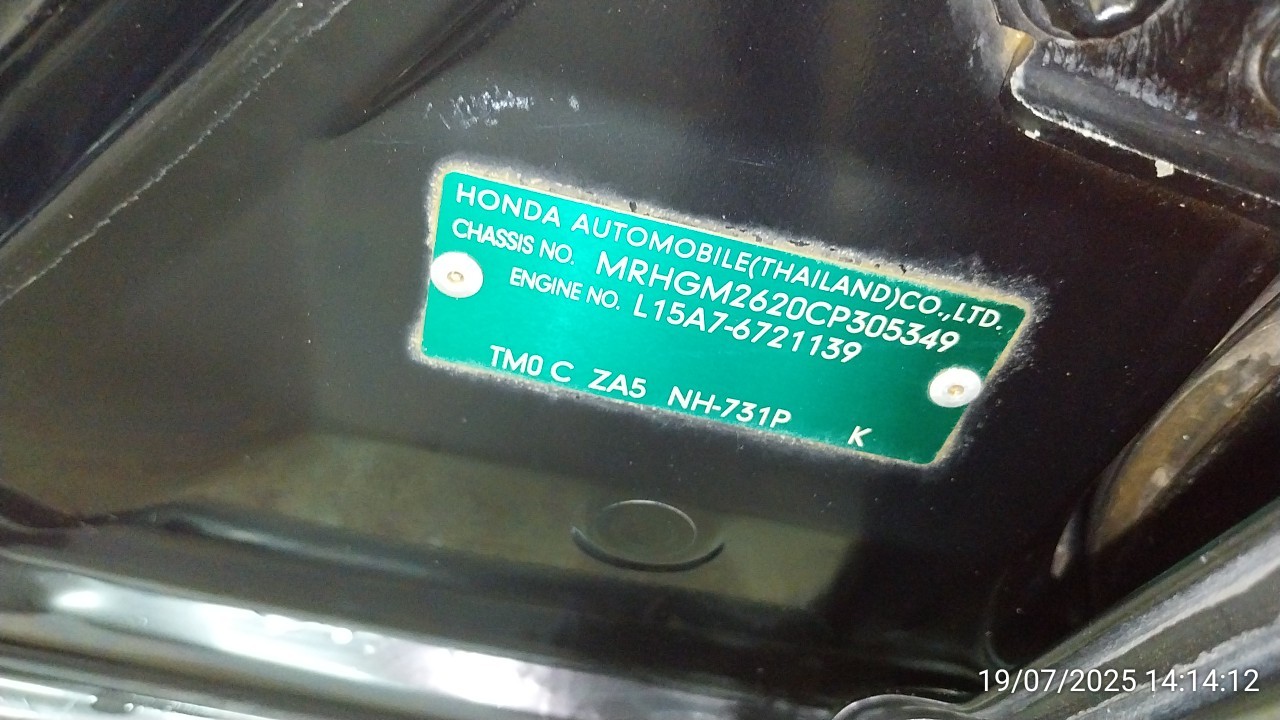 HONDA AUTOMOBILE(THAILAND)CO.,LTD.
CHASSIS NO. MRHGM2620CP305349
ENGINE NO. L15A7-6721139
TM0 C ZA5 NH-731P K
19/07/2025 14:14:12